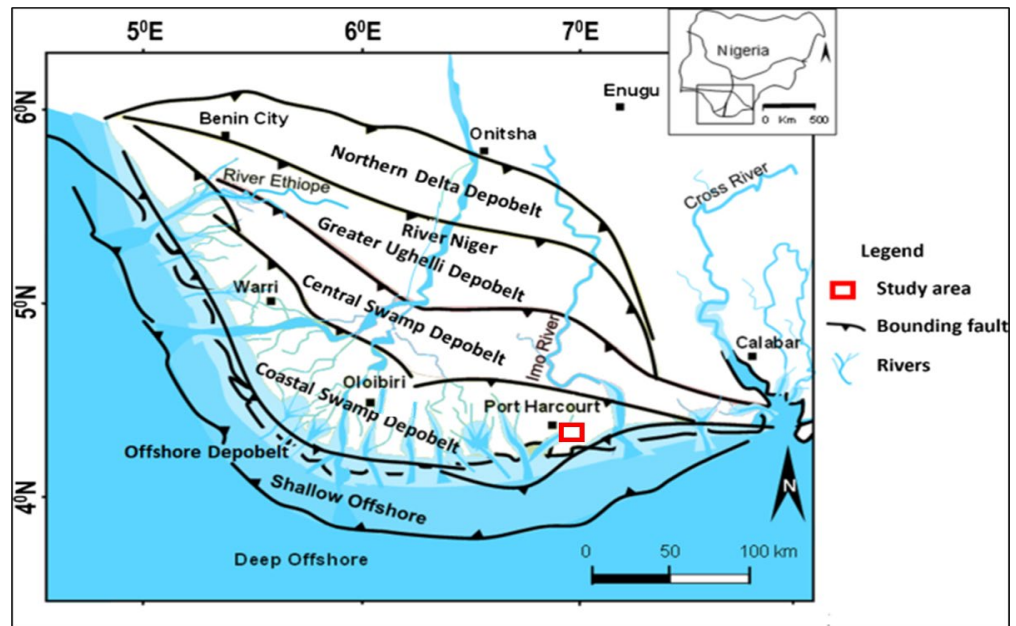 5⁰E
6⁰E
7⁰E
Nigeria
0 Km 500
6⁰N
5⁰N
4⁰N
Enugu
Benin City
Onitsha
Northern Delta Depobelt
Cross River
River Ethiope
River Niger
Greater Ughelli Depobelt
Legend
Study area
Bounding fault
Rivers
Warri
Central Swamp Depobelt
Imo River
Calabar
Oloibiri
Port Harcourt
Coastal Swamp Depobelt
Offshore Depobelt
Shallow Offshore
N
Deep Offshore
0 50 100 km